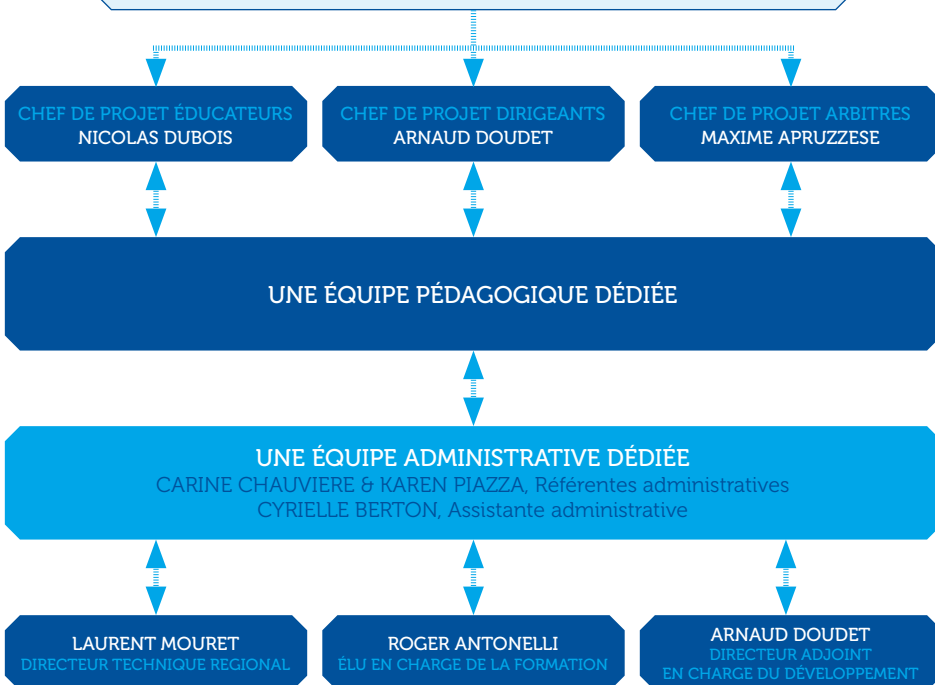 CHEF DE PROJET ÉDUCATEURS
NICOLAS DUBOIS
CHEF DE PROJET DIRIGEANTS
ARNAUD DOUDET
CHEF DE PROJET ARBITRES
MAXIME APRUZZESE
UNE ÉQUIPE PÉDAGOGIQUE DÉDIÉE
UNE ÉQUIPE ADMINISTRATIVE DÉDIÉE
CARINE CHAUVIERE & KAREN PIAZZA, Référentes administratives
CYRIELLE BERTON, Assistante administrative
LAURENT MOURET
DIRECTEUR TECHNIQUE REGIONAL
ROGER ANTONELLI
ÉLU EN CHARGE DE LA FORMATION
ARNAUD DOUDET
DIRECTEUR ADJOINT
EN CHARGE DU DÉVELOPPEMENT